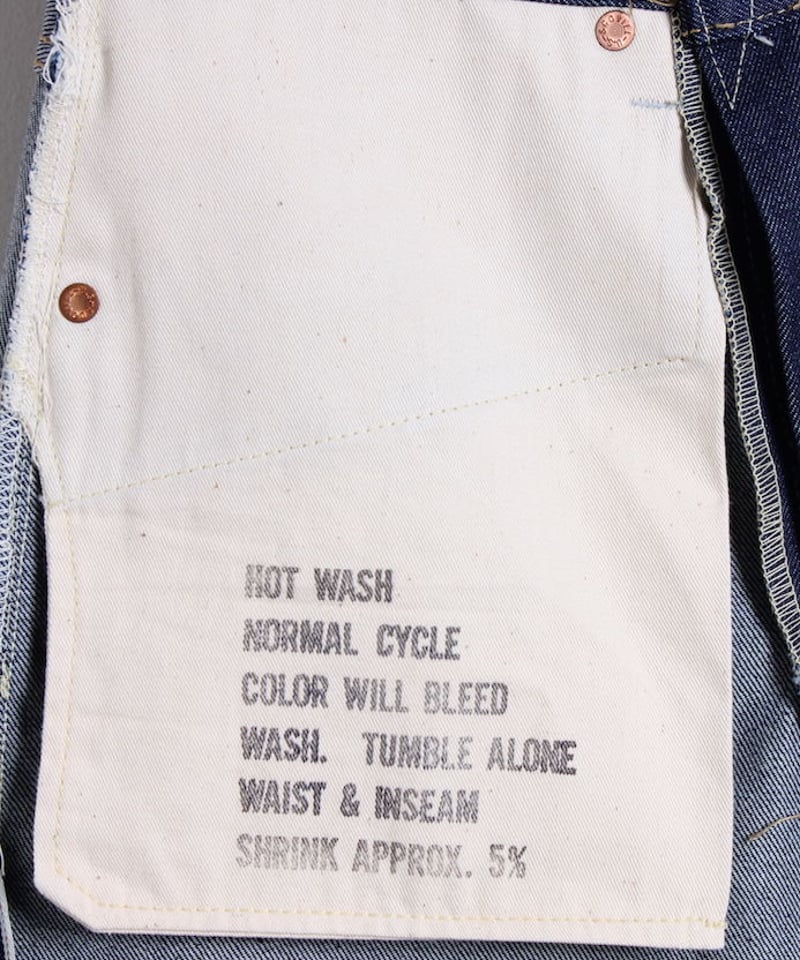 HOT WASH
NORMAL CYCLE
COLOR WILL BLEED
WASH. TUMBLE ALONE
WAIST & INSEAM
SHRINK APPROX. 5%